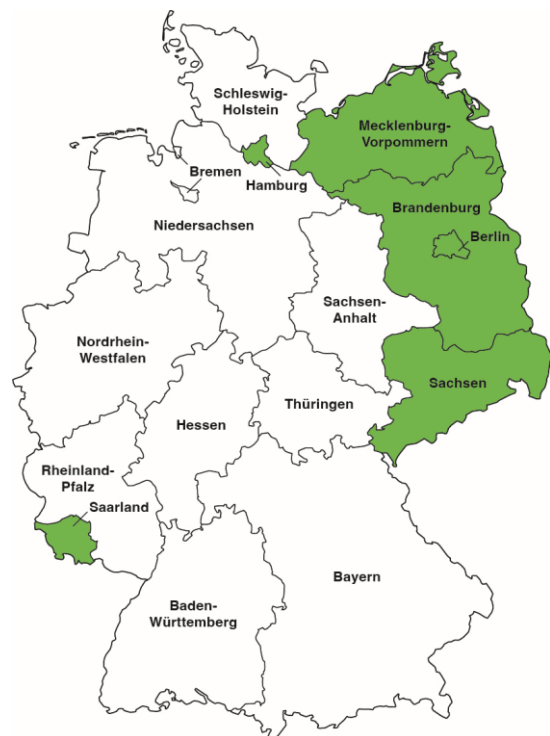 Schleswig-
Holstein
Mecklenburg-
Vorpommern
Bremen
Hamburg
Brandenburg
Niedersachsen
Berlin
Sachsen-
Anhalt
Nordrhein-
Westfalen
Sachsen
Thüringen
Hessen
Rheinland-
Pfalz
Saarland
Bayern
Baden-
Württemberg